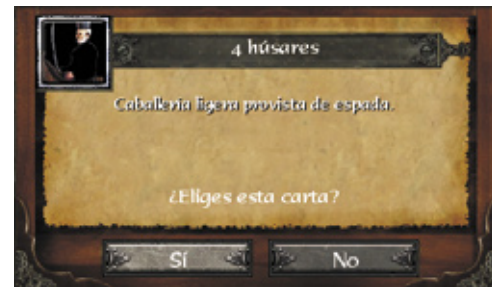 4 húsares
Caballería ligera provista de espada.
¿Eliges esta carta?
Sí
No